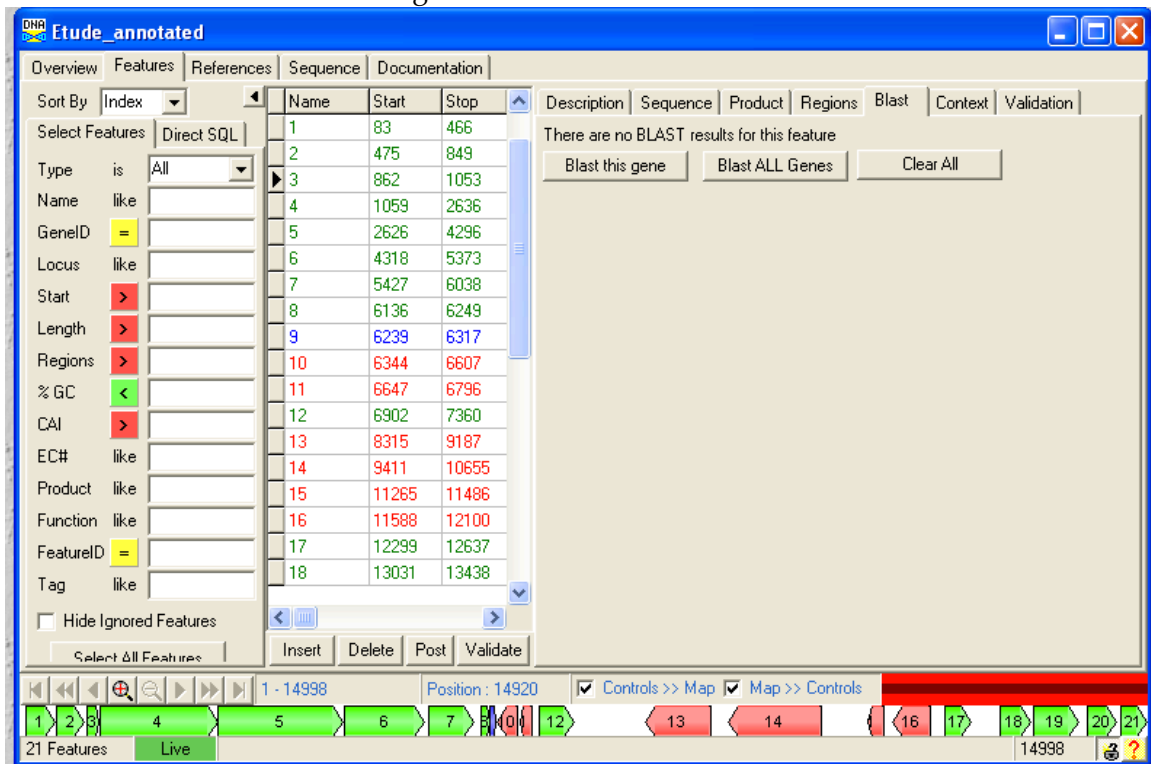 DNA Etude_annotated
Overview Features References Sequence Documentation
Sort By Index
Select Features Direct SQL
Type is All
Name like
GeneID =
Locus like
Start >
Length >
Regions >
% GC <
CAI >
EC# like
Product like
Function like
FeatureID =
Tag like
Hide Ignored Features
Select All Features
Name Start Stop
1 83 466
2 475 849
3 862 1053
4 1059 2636
5 2626 4296
6 4318 5373
7 5427 6038
8 6136 6249
9 6239 6317
10 6344 6607
11 6647 6796
12 6902 7360
13 8315 9187
14 9411 10655
15 11265 11486
16 11588 12100
17 12299 12637
18 13031 13438
Insert Delete Post Validate
Description Sequence Product Regions Blast Context Validation
There are no BLAST results for this feature
Blast this gene Blast ALL Genes Clear All
1 - 14998 Position : 14920 Controls >> Map Map >> Controls
1 2 3 4 5 6 7 8 0 12 13 14 16 17 18 19 20 21
21 Features Live 14998 ?